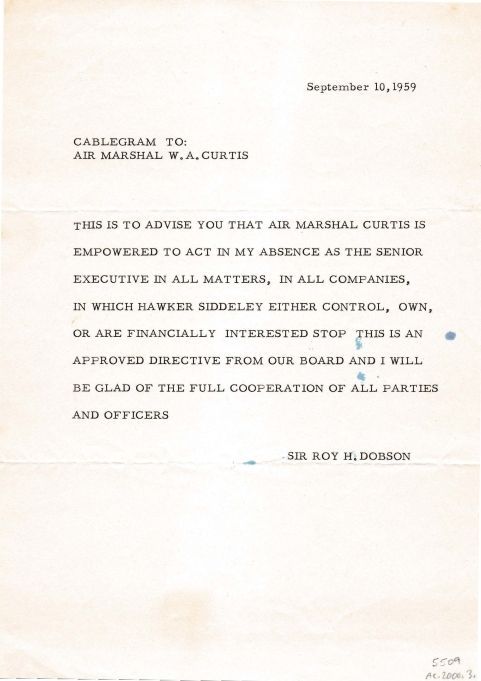 September 10, 1959
CABLEGRAM TO:
AIR MARSHAL W. A. CURTIS
THIS IS TO ADVISE YOU THAT AIR MARSHAL CURTIS IS
EMPOWERED TO ACT IN MY ABSENCE AS THE SENIOR
EXECUTIVE IN ALL MATTERS, IN ALL COMPANIES,
IN WHICH HAWKER SIDDELEY EITHER CONTROL, OWN,
OR ARE FINANCIALLY INTERESTED STOP THIS IS AN
APPROVED DIRECTIVE FROM OUR BOARD AND I WILL
BE GLAD OF THE FULL COOPERATION OF ALL PARTIES
AND OFFICERS
SIR ROY H. DOBSON
5509
Ac. 2000. 3.